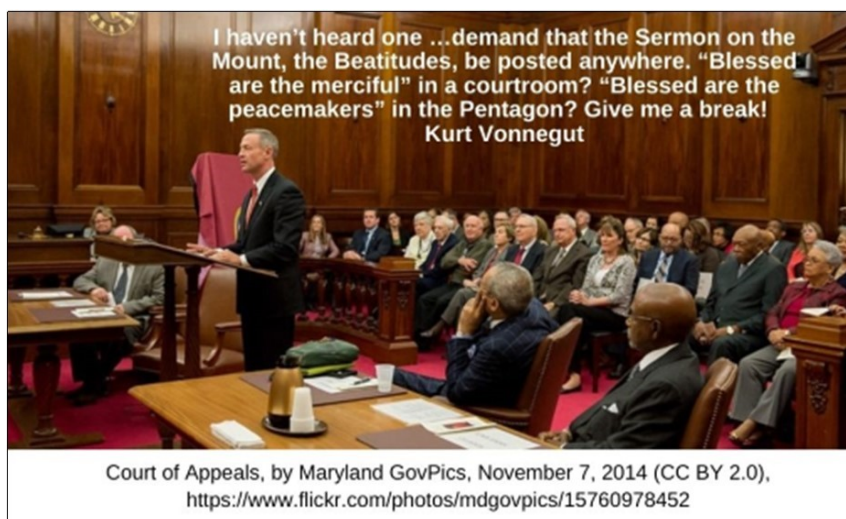 I haven’t heard one ...demand that the Sermon on the
Mount, the Beatitudes, be posted anywhere. “Blessed
are the merciful” in a courtroom? “Blessed are the
peacemakers” in the Pentagon? Give me a break!
Kurt Vonnegut
Court of Appeals, by Maryland GovPics, November 7, 2014 (CC BY 2.0),
https://www.flickr.com/photos/mdgovpics/15760978452